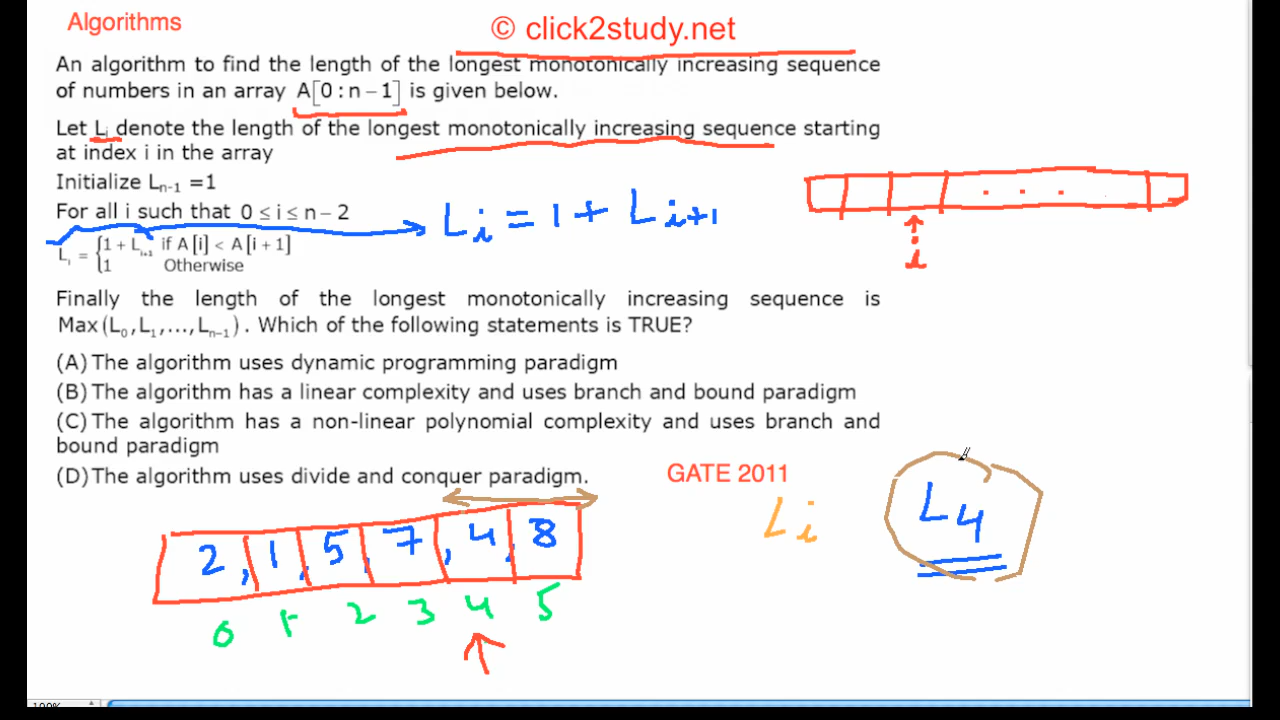 Algorithms
© click2study.net
An algorithm to find the length of the longest monotonically increasing sequence
of numbers in an array A[0 : n − 1] is given below.
Let Lᵢ denote the length of the longest monotonically increasing sequence starting
at index i in the array
Initialize Lₙ₋₁ =1
For all i such that 0 ≤ i ≤ n − 2
Lᵢ = 1 + Lᵢ₊₁
Lᵢ = {1 + Lᵢ₊₁ if A[i] < A[i + 1]
1 Otherwise
i
Finally the length of the longest monotonically increasing sequence is
Max(L₀,L₁,...,Lₙ₋₁). Which of the following statements is TRUE?
(A) The algorithm uses dynamic programming paradigm
(B) The algorithm has a linear complexity and uses branch and bound paradigm
(C) The algorithm has a non-linear polynomial complexity and uses branch and
bound paradigm
(D) The algorithm uses divide and conquer paradigm.
GATE 2011
Lᵢ
L₄
2, 1, 5, 7, 4, 8
0 1 2 3 4 5
100%